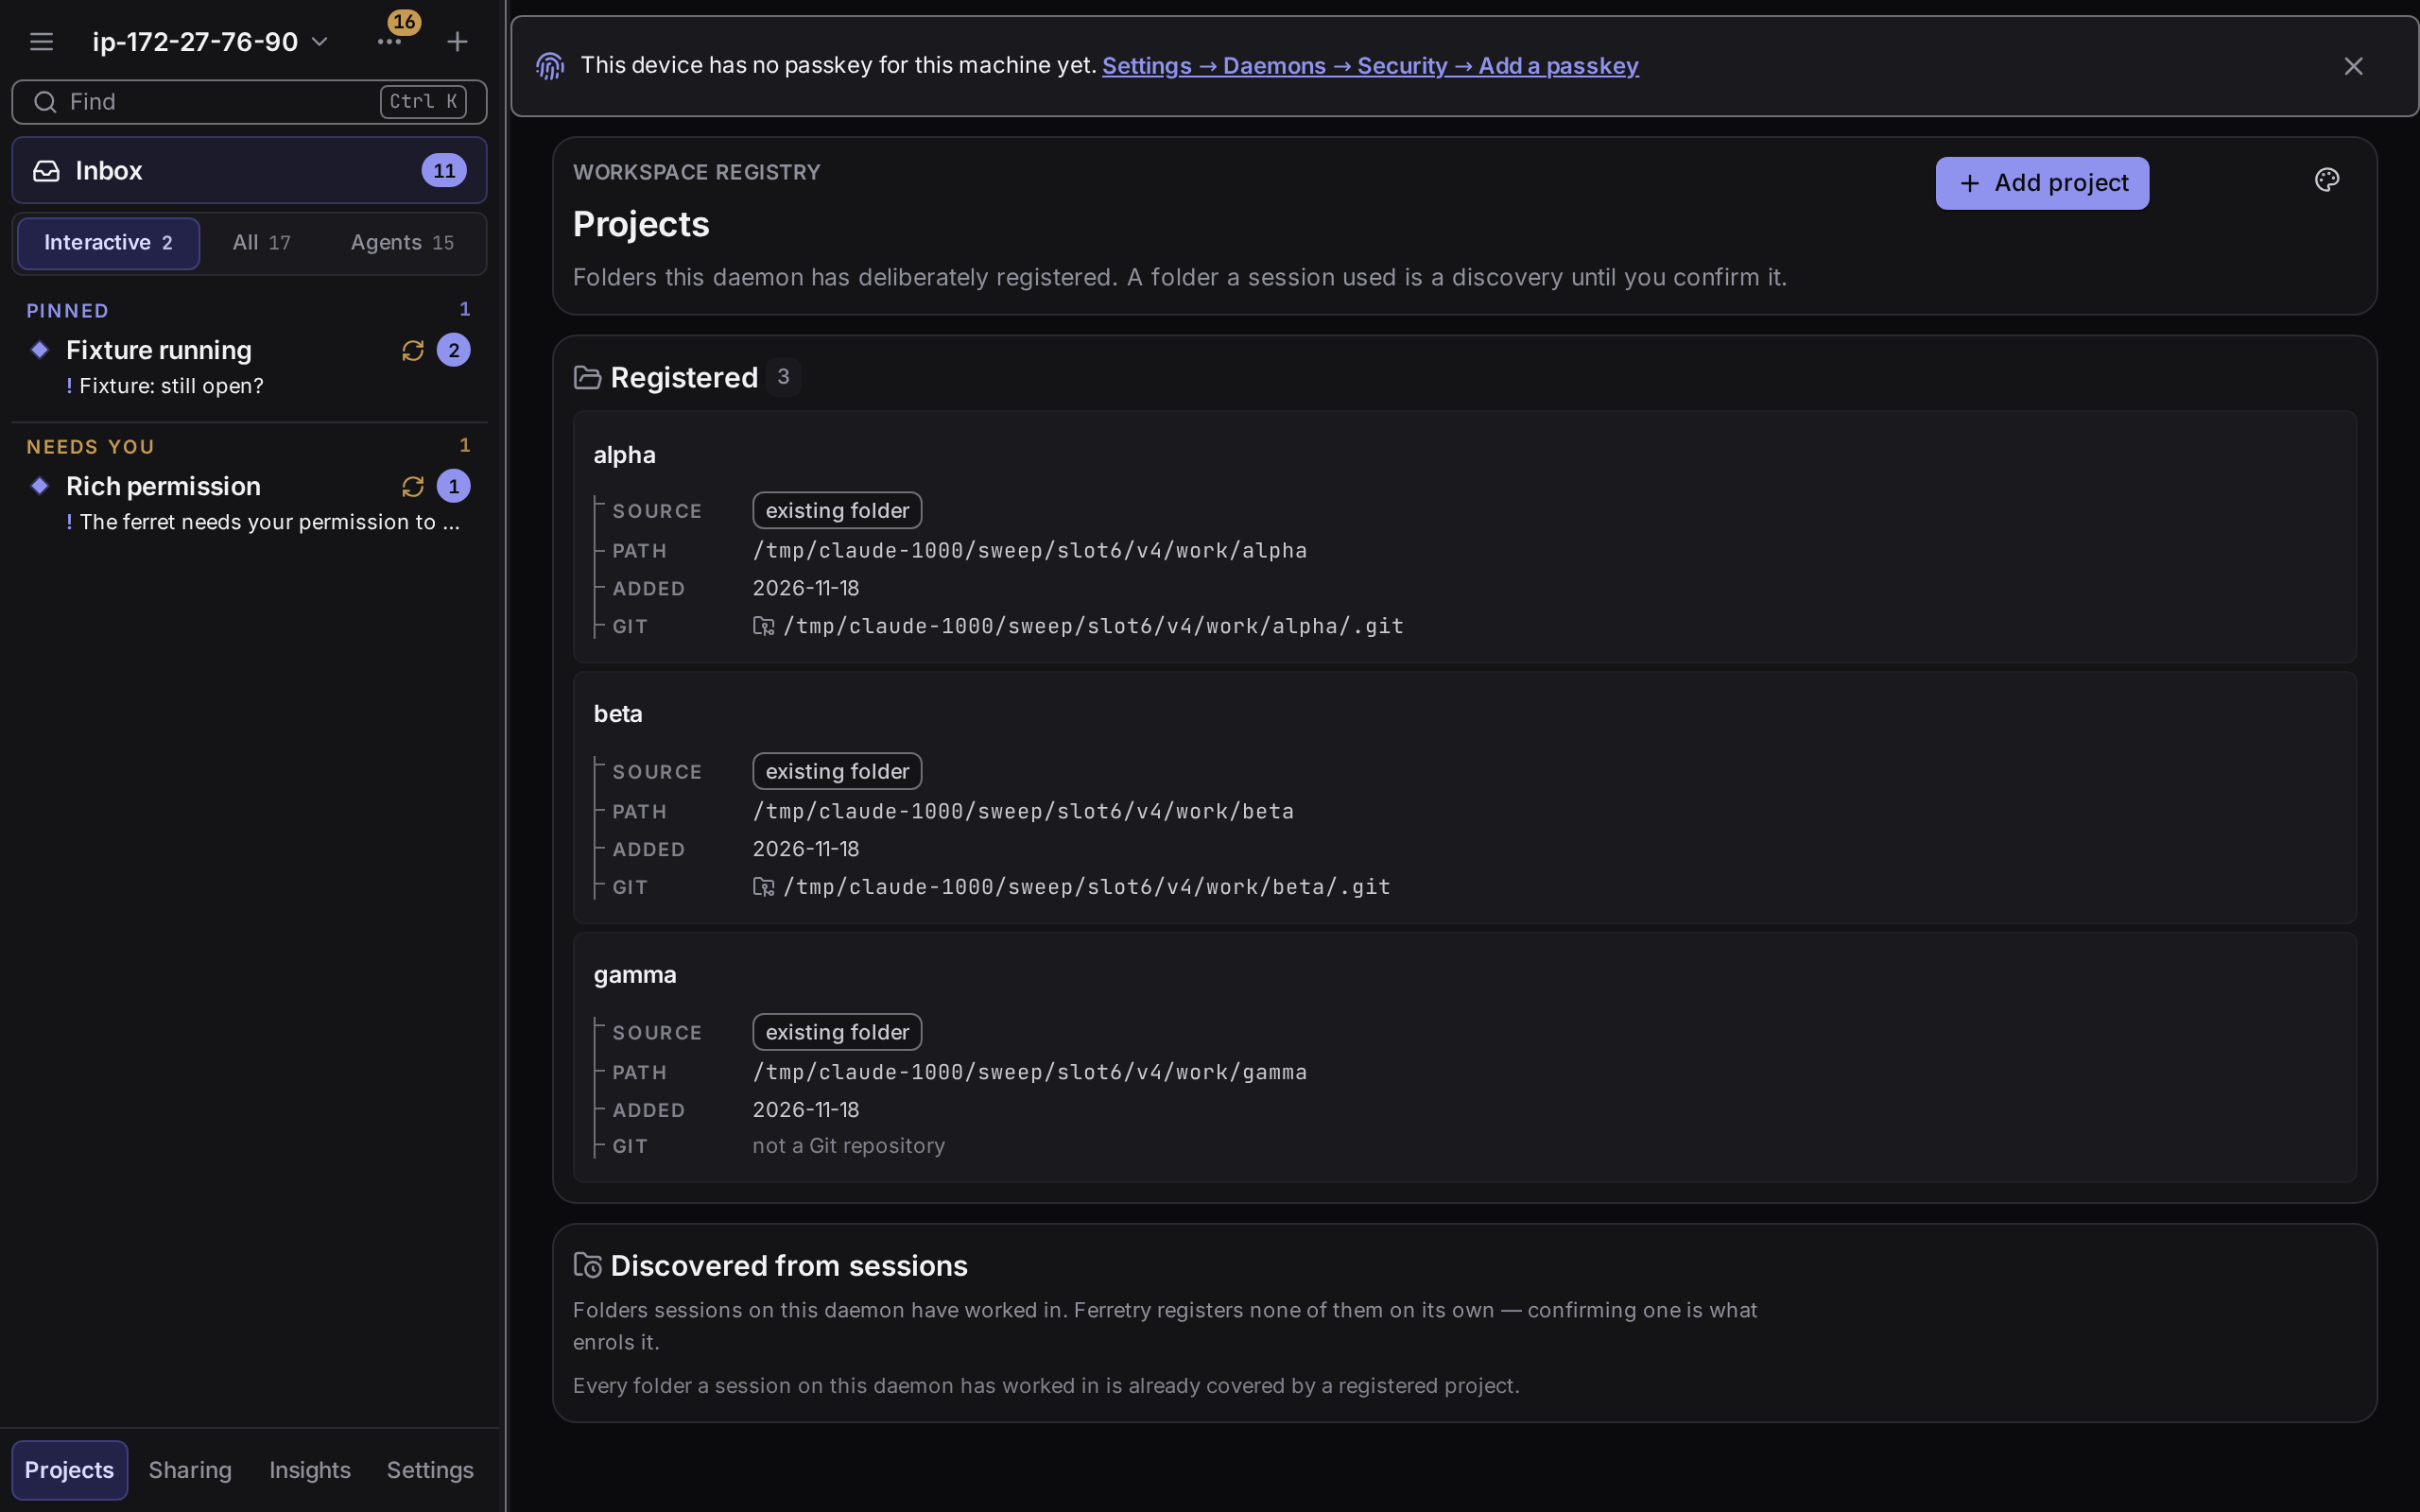 ip-172-27-76-90
16
Find
Ctrl K
Inbox
11
Interactive 2
All 17
Agents 15
PINNED
1
Fixture running
2
! Fixture: still open?
NEEDS YOU
1
Rich permission
1
! The ferret needs your permission to ...
Projects
Sharing
Insights
Settings
This device has no passkey for this machine yet. Settings → Daemons → Security → Add a passkey
WORKSPACE REGISTRY
Projects
Folders this daemon has deliberately registered. A folder a session used is a discovery until you confirm it.
+ Add project
Registered 3
alpha
SOURCE existing folder
PATH /tmp/claude-1000/sweep/slot6/v4/work/alpha
ADDED 2026-11-18
GIT /tmp/claude-1000/sweep/slot6/v4/work/alpha/.git
beta
SOURCE existing folder
PATH /tmp/claude-1000/sweep/slot6/v4/work/beta
ADDED 2026-11-18
GIT /tmp/claude-1000/sweep/slot6/v4/work/beta/.git
gamma
SOURCE existing folder
PATH /tmp/claude-1000/sweep/slot6/v4/work/gamma
ADDED 2026-11-18
GIT not a Git repository
Discovered from sessions
Folders sessions on this daemon have worked in. Ferretry registers none of them on its own — confirming one is what
enrols it.
Every folder a session on this daemon has worked in is already covered by a registered project.